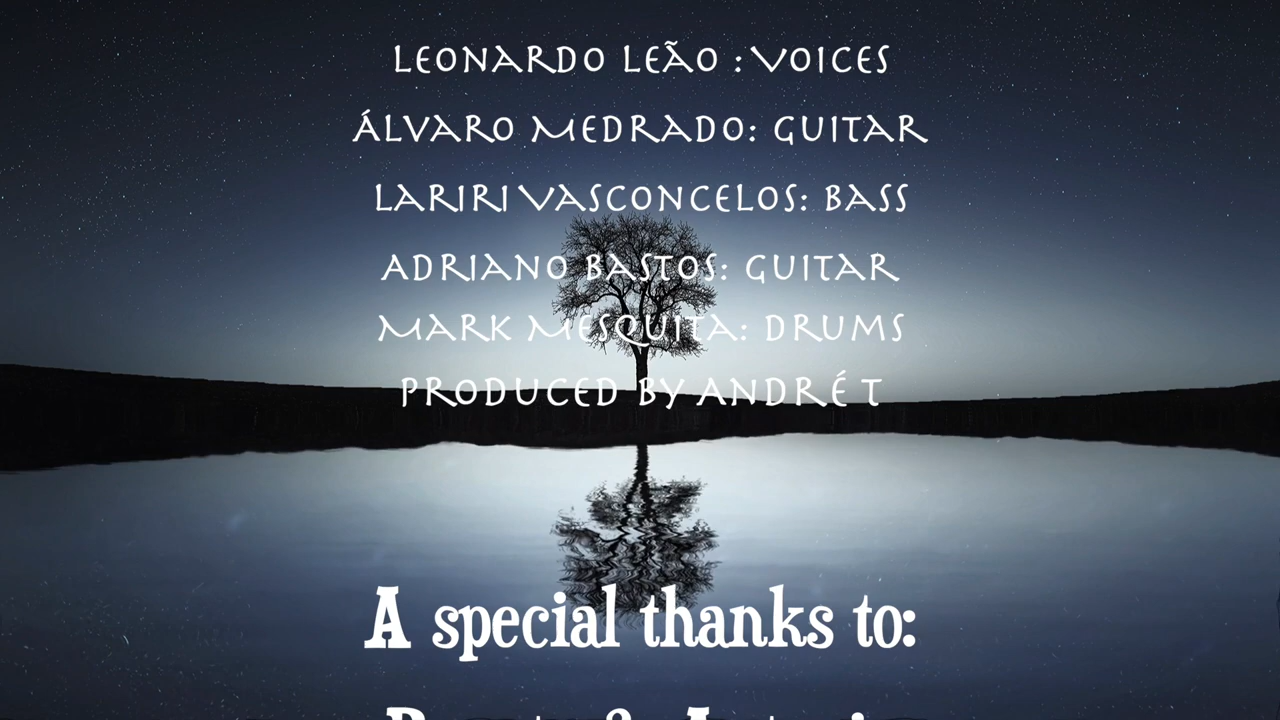 Leonardo Leão : Voices
Álvaro Medrado: Guitar
Lariri Vasconcelos: Bass
Adriano Bastos: Guitar
Mark Mesquita: Drums
Produced by André T
A special thanks to: